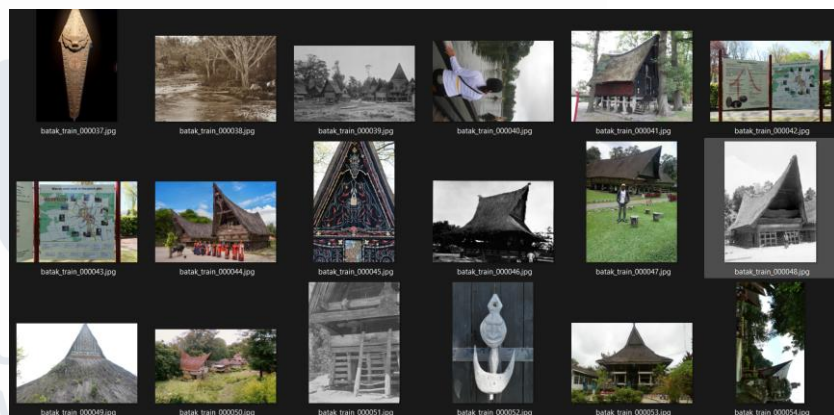 batak_train_000037.jpg
batak_train_000038.jpg
batak_train_000039.jpg
batak_train_000040.jpg
batak_train_000041.jpg
batak_train_000042.jpg
batak_train_000043.jpg
batak_train_000044.jpg
batak_train_000045.jpg
batak_train_000046.jpg
batak_train_000047.jpg
batak_train_000048.jpg
batak_train_000049.jpg
batak_train_000050.jpg
batak_train_000051.jpg
batak_train_000052.jpg
batak_train_000053.jpg
batak_train_000054.jpg